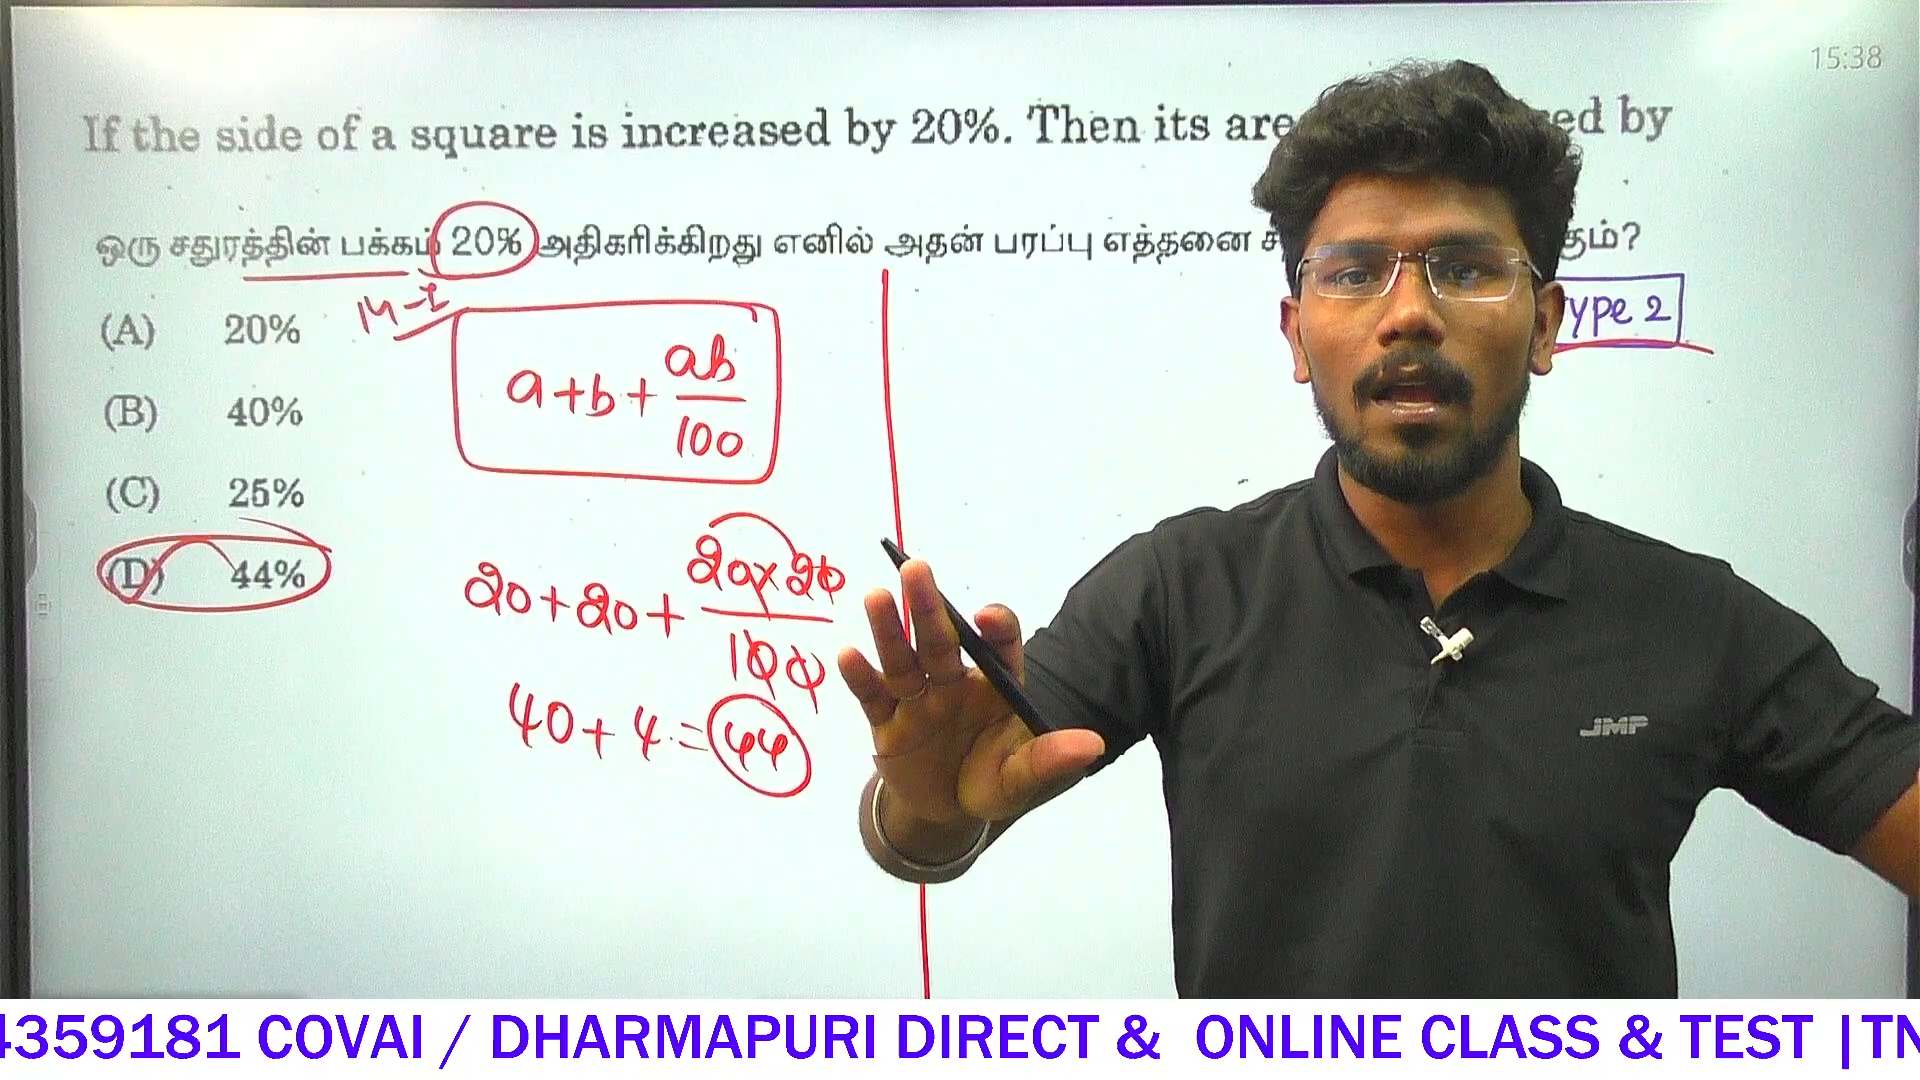 15:38
If the side of a square is increased by 20%. Then its are ed by
ஒரு சதுரத்தின் பக்கம் 20% அதிகரிக்கிறது எனில் அதன் பரப்பு எத்தனை
(A) 20%
(B) 40%
(C) 25%
(D) 44%
M-I
a+b+ab/100
20+20+20x20/100
40+4=44
ype 2
JMP
4359181 COVAI / DHARMAPURI DIRECT & ONLINE CLASS & TEST |TN